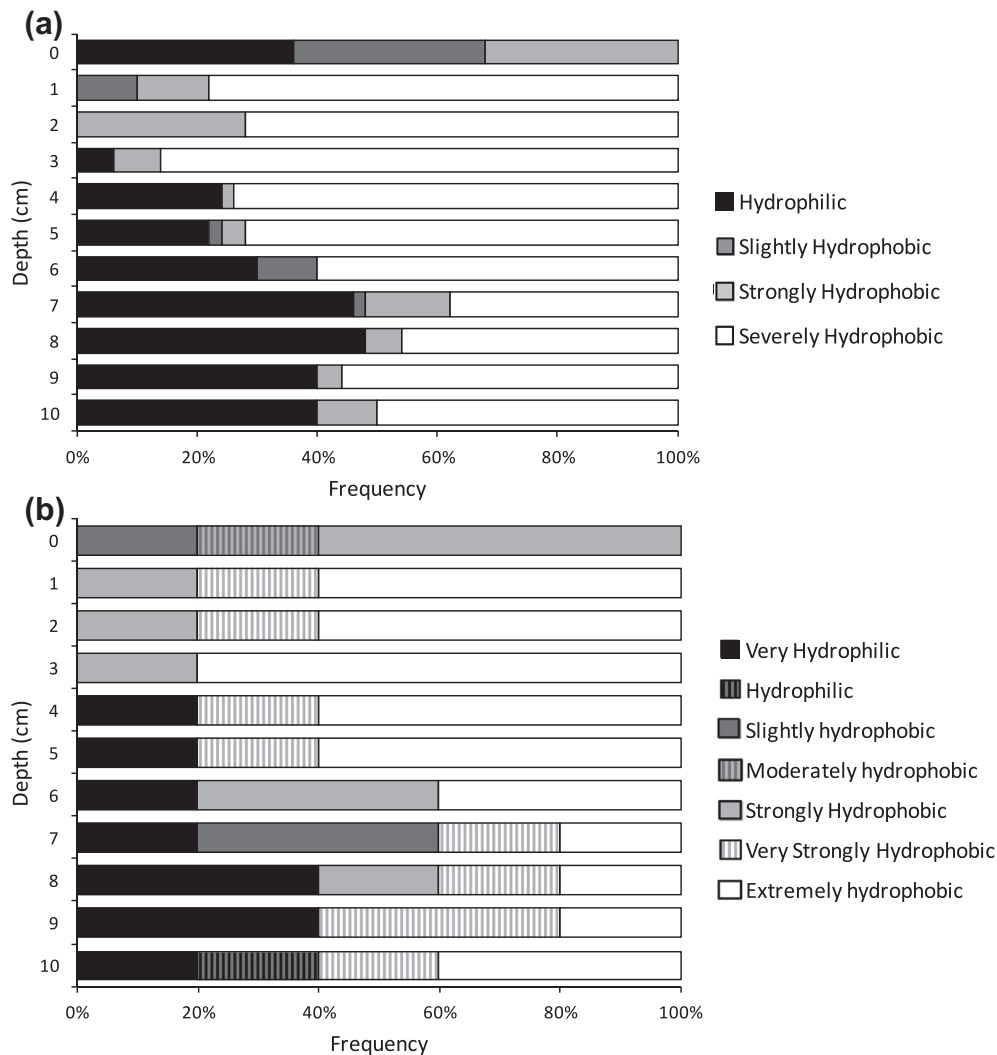 (a)
0
1
2
3
4
5
6
7
8
9
10
Depth (cm)
0% 20% 40% 60% 80% 100%
Frequency
Hydrophilic
Slightly Hydrophobic
Strongly Hydrophobic
Severely Hydrophobic
(b)
0
1
2
3
4
5
6
7
8
9
10
Depth (cm)
0% 20% 40% 60% 80% 100%
Frequency
Very Hydrophilic
Hydrophilic
Slightly hydrophobic
Moderately hydrophobic
Strongly Hydrophobic
Very Strongly Hydrophobic
Extremely hydrophobic